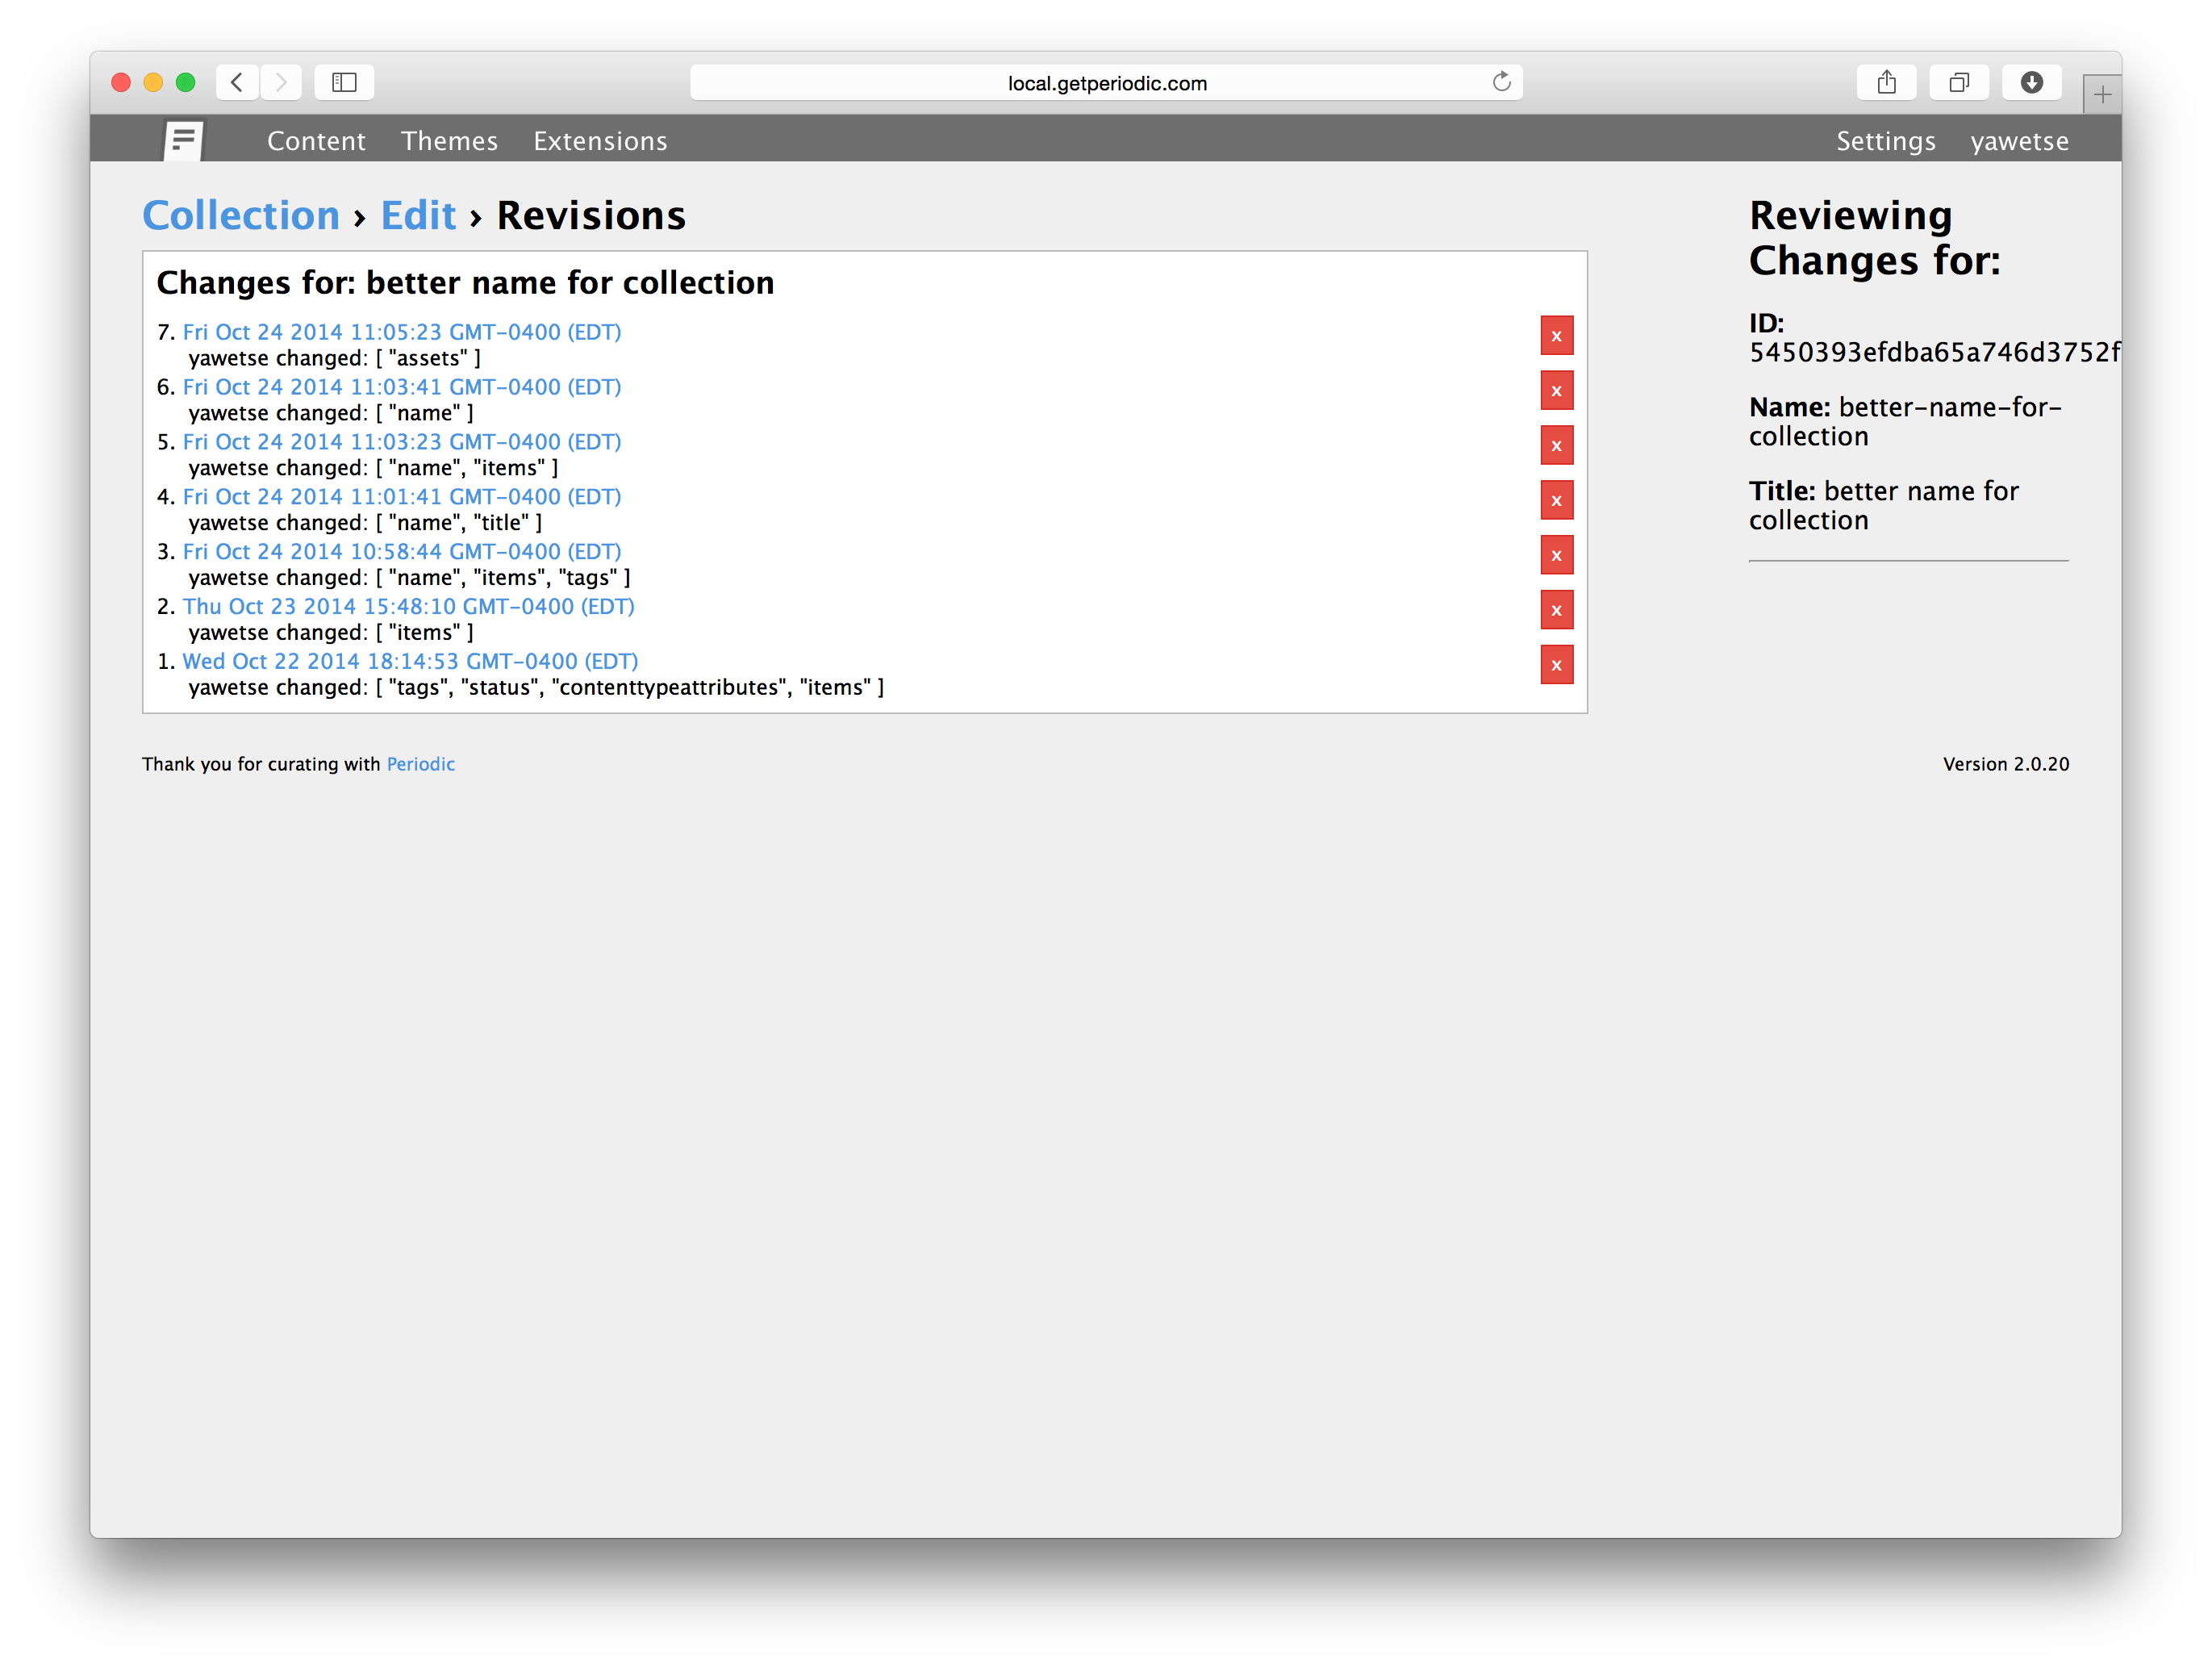 local.getperiodic.com
Content Themes Extensions Settings yawetse
Collection › Edit › Revisions
Changes for: better name for collection
7. Fri Oct 24 2014 11:05:23 GMT-0400 (EDT)
yawetse changed: [ "assets" ]
x
6. Fri Oct 24 2014 11:03:41 GMT-0400 (EDT)
yawetse changed: [ "name" ]
x
5. Fri Oct 24 2014 11:03:23 GMT-0400 (EDT)
yawetse changed: [ "name", "items" ]
x
4. Fri Oct 24 2014 11:01:41 GMT-0400 (EDT)
yawetse changed: [ "name", "title" ]
x
3. Fri Oct 24 2014 10:58:44 GMT-0400 (EDT)
yawetse changed: [ "name", "items", "tags" ]
x
2. Thu Oct 23 2014 15:48:10 GMT-0400 (EDT)
yawetse changed: [ "items" ]
x
1. Wed Oct 22 2014 18:14:53 GMT-0400 (EDT)
yawetse changed: [ "tags", "status", "contenttypeattributes", "items" ]
x
Reviewing
Changes for:
ID:
5450393efdba65a746d3752f
Name: better-name-for-
collection
Title: better name for
collection
Thank you for curating with Periodic
Version 2.0.20